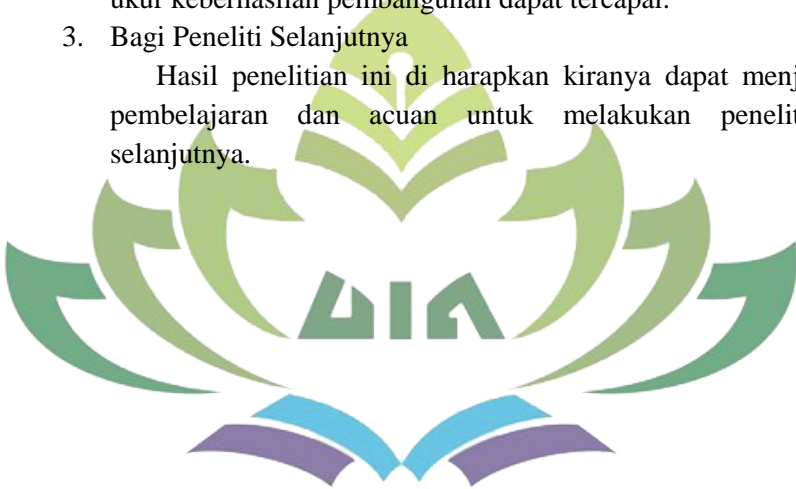 ukur keberhasilan pembangunan dapat tercapai.
3. Bagi Peneliti Selanjutnya
Hasil penelitian ini di harapkan kiranya dapat menj
pembelajaran dan acuan untuk melakukan penelit
selanjutnya.
UIN